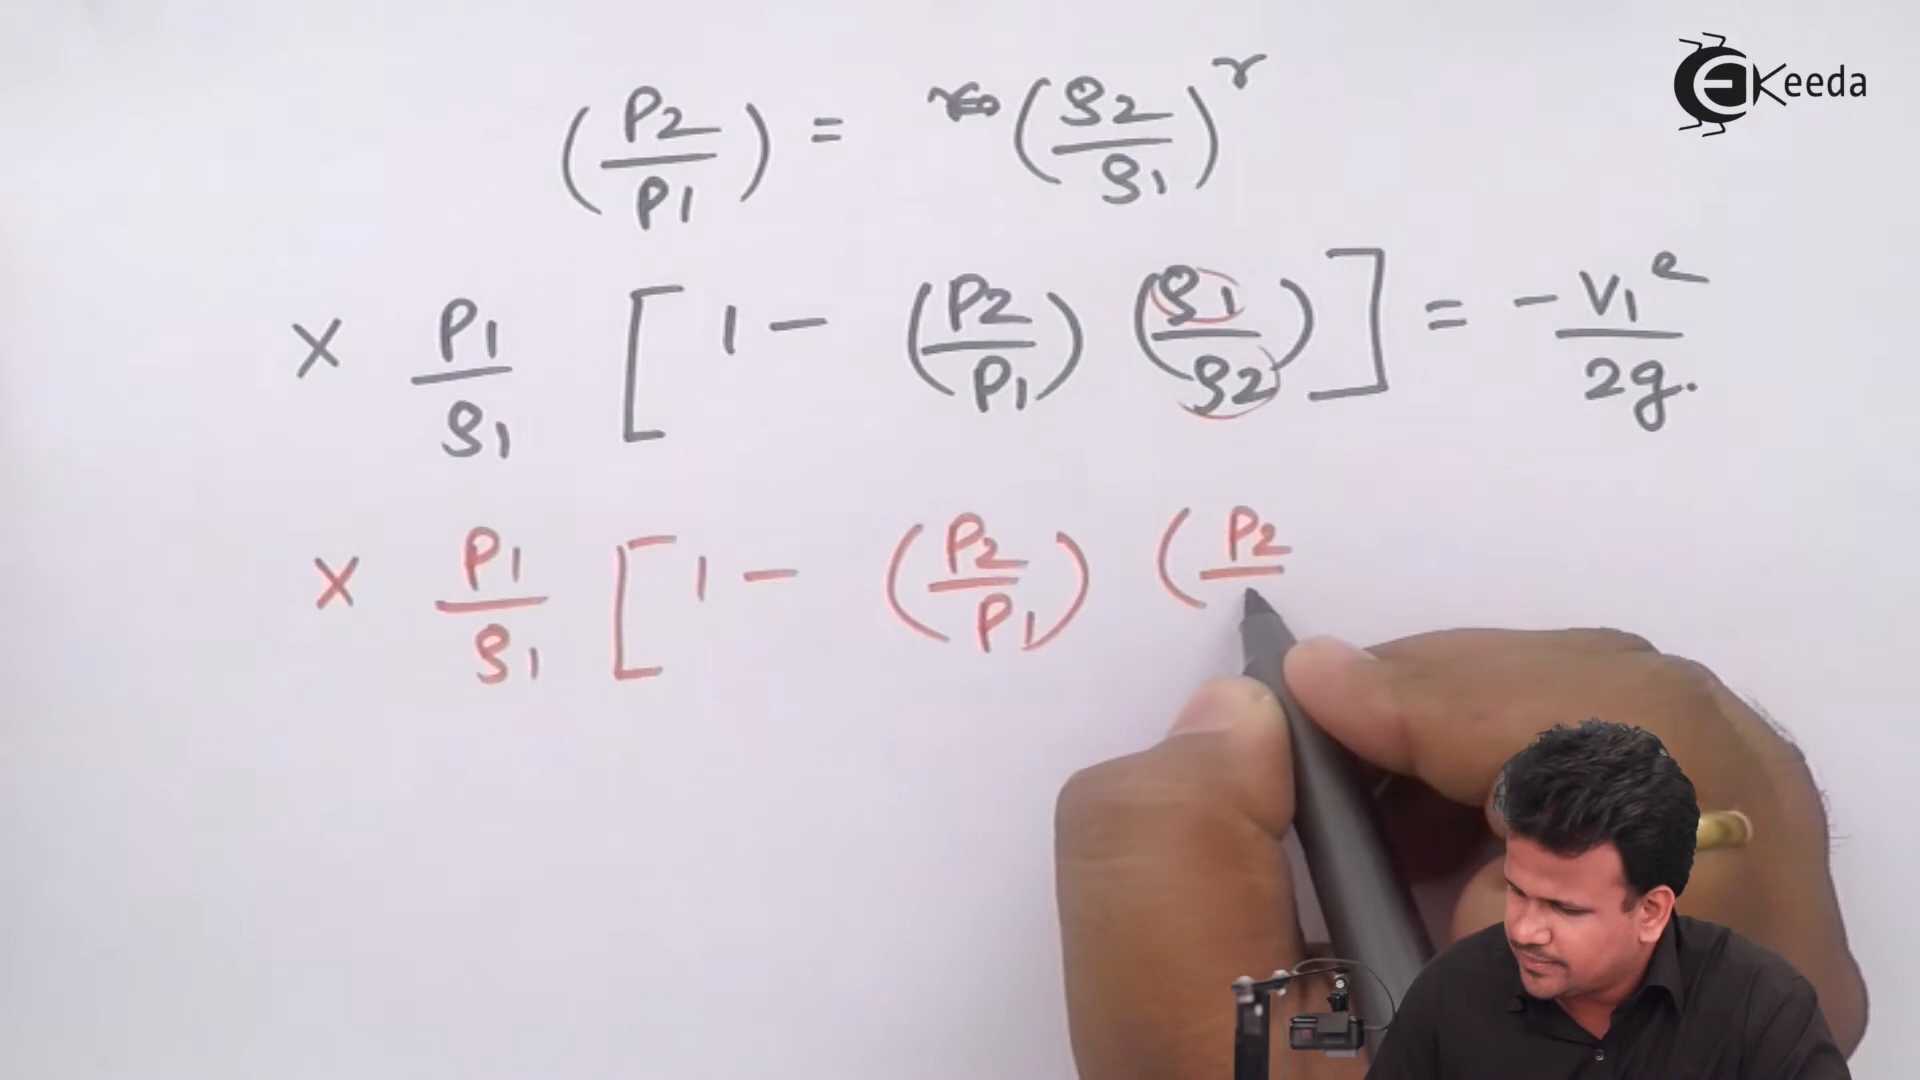 EKeeda
(P2/P1) = (ρ2/ρ1)^γ
× P1/ρ1 [1 - (P2/P1) (ρ1/ρ2)] = -V1²/2g.
× P1/ρ1 [1 - (P2/P1) (P2/